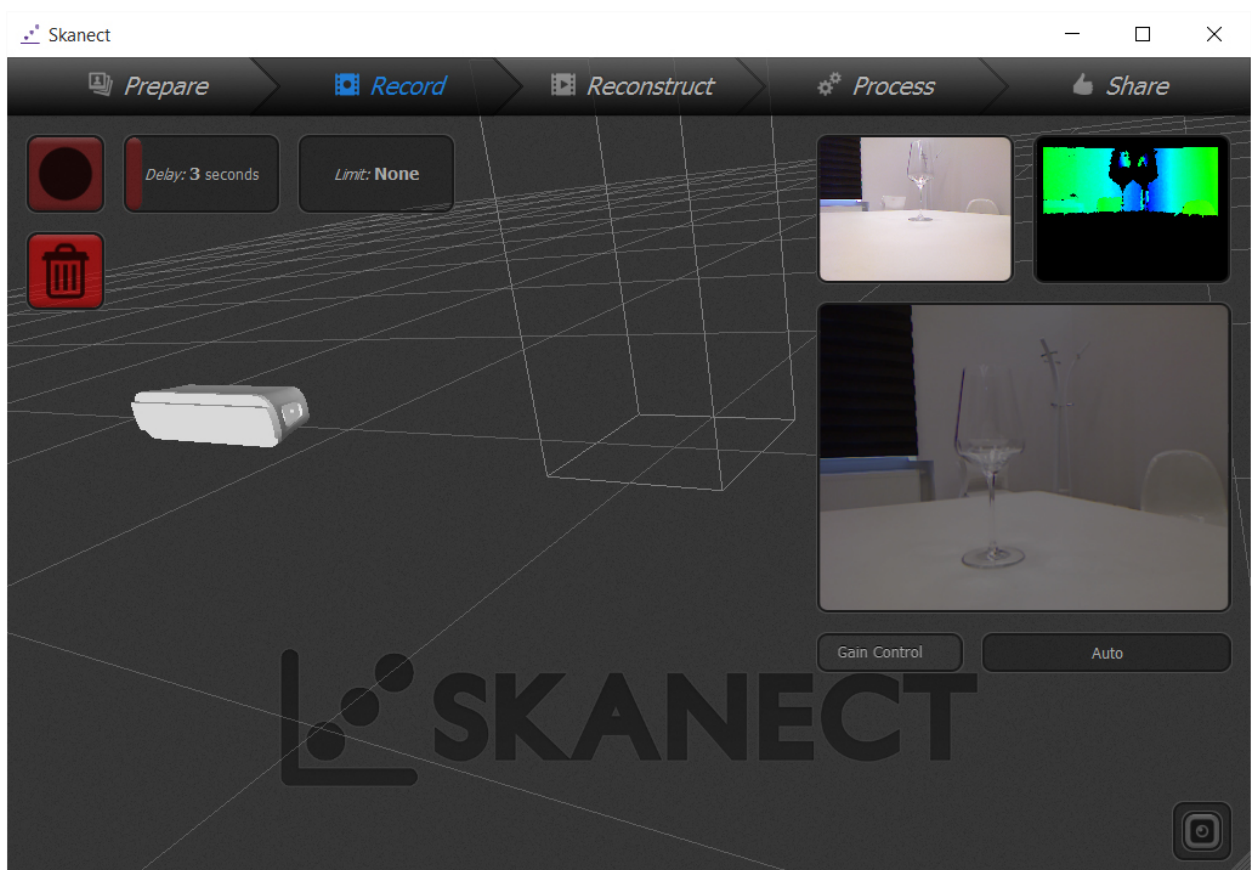 Skanect
Prepare
Record
Reconstruct
Process
Share
Delay: 3 seconds
Limit: None
Gain Control
Auto
SKANECT